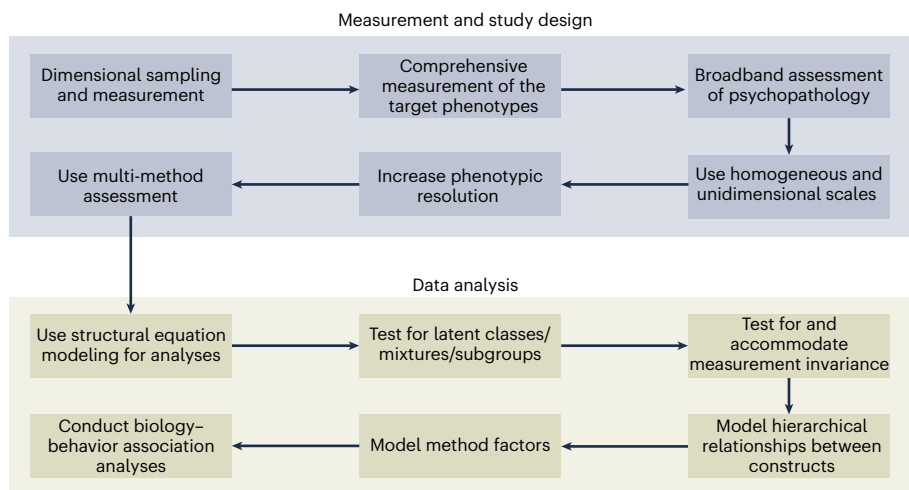 Measurement and study design
Dimensional sampling
and measurement
Comprehensive
measurement of the
target phenotypes
Broadband assessment
of psychopathology
Use homogeneous and
unidimensional scales
Increase phenotypic
resolution
Use multi-method
assessment
Data analysis
Use structural equation
modeling for analyses
Test for latent classes/
mixtures/subgroups
Test for and
accommodate
measurement invariance
Model hierarchical
relationships between
constructs
Model method factors
Conduct biology–
behavior association
analyses